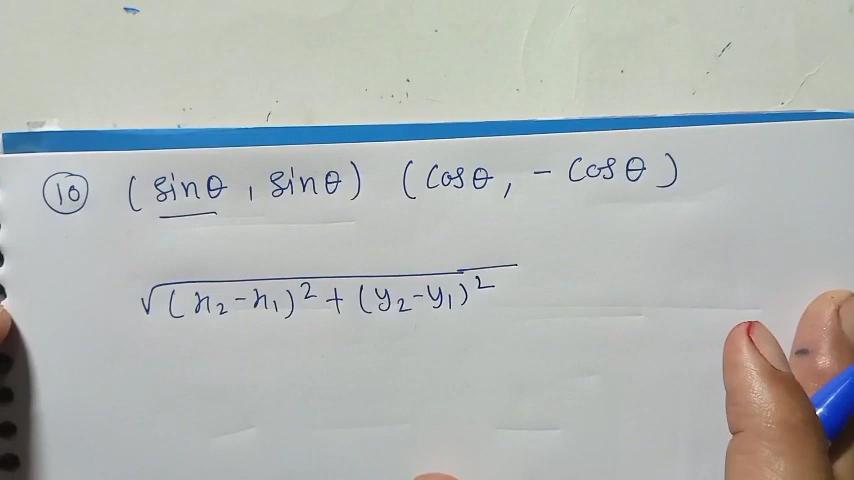 (10) (sinθ, sinθ) (cosθ, - cosθ)
√(x₂-x₁)² + (y₂-y₁)²